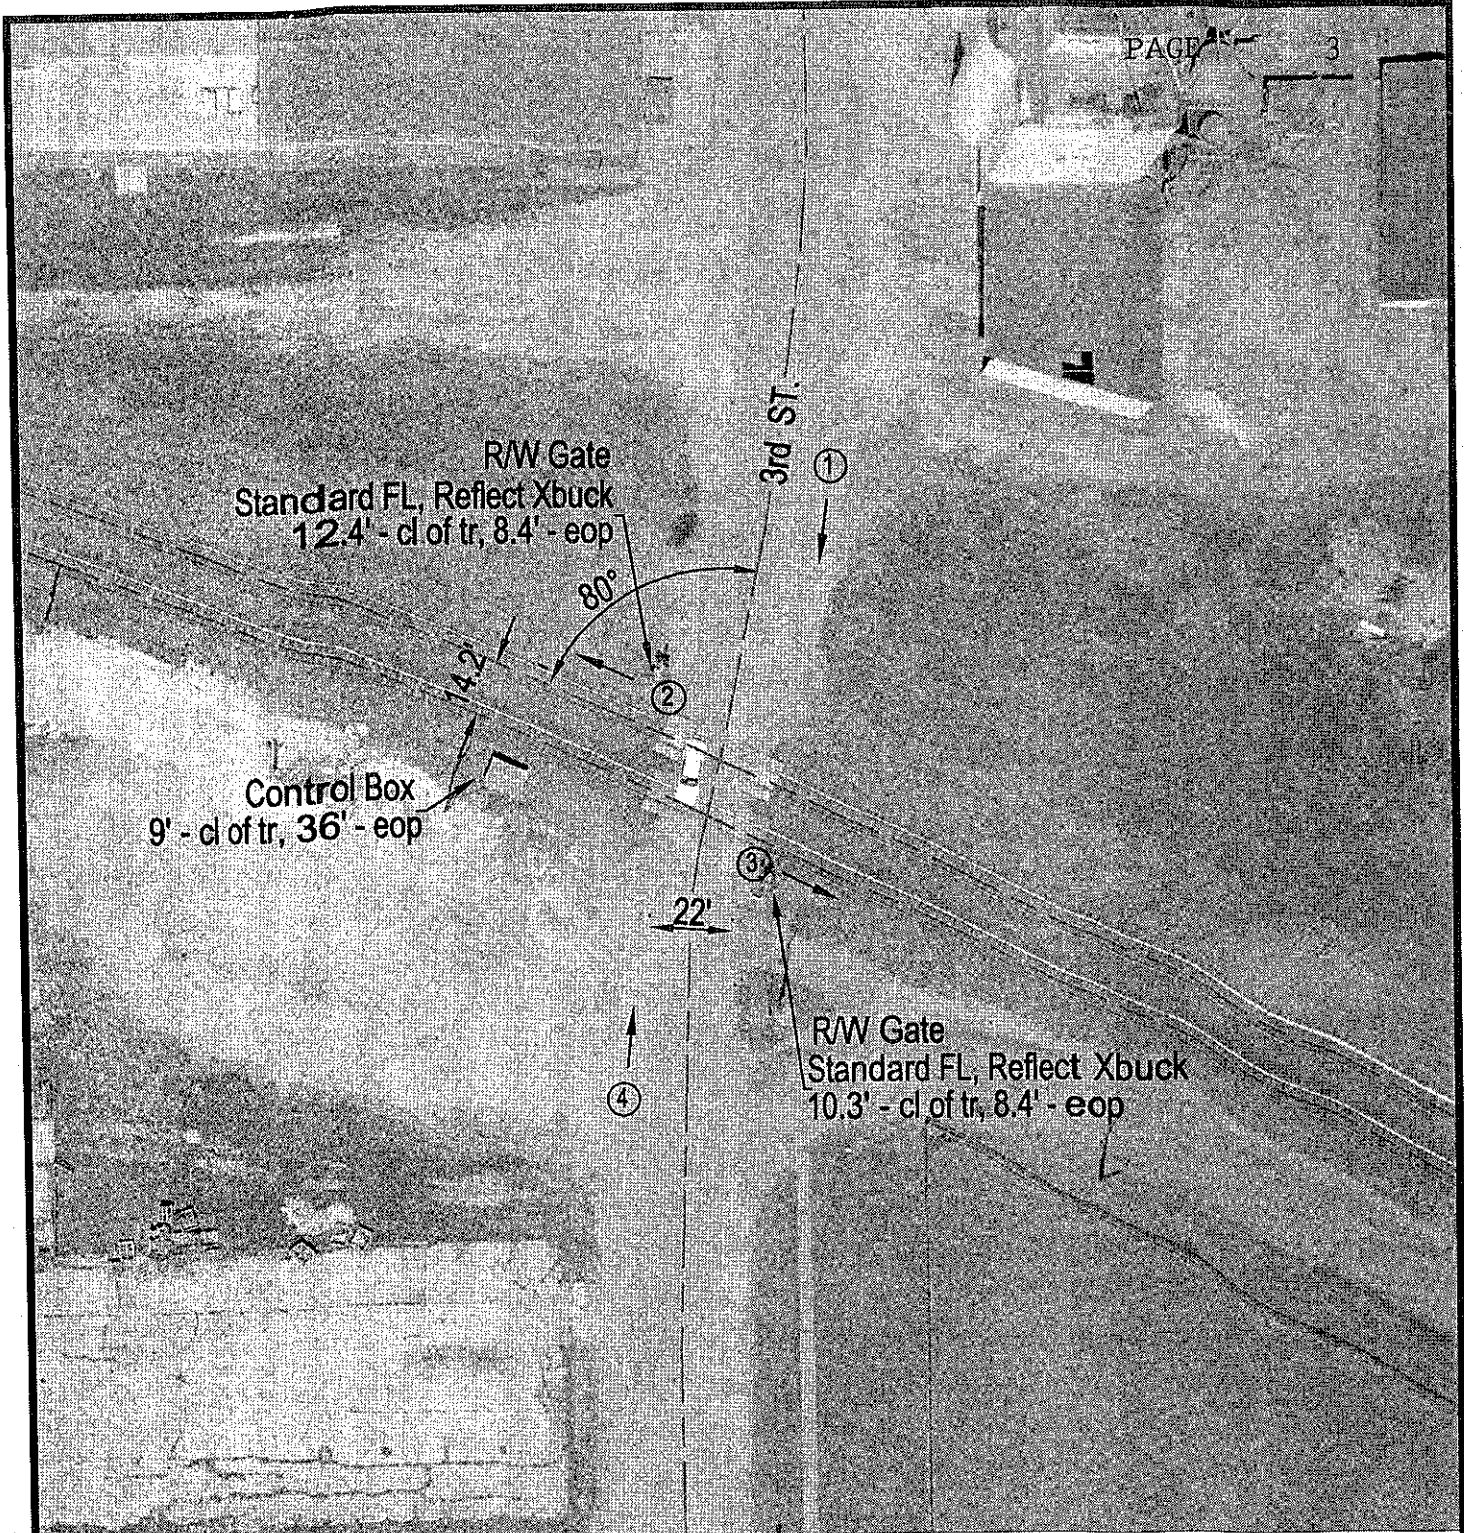 PAGE 3
3rd ST.
1
R/W Gate
Standard FL, Reflect Xbuck
12.4' - cl of tr, 8.4' - eop
80°
14.2'
2
Control Box
9' - cl of tr, 36' - eop
3
22'
R/W Gate
Standard FL, Reflect Xbuck
10.3' - cl of tr, 8.4' - eop
4